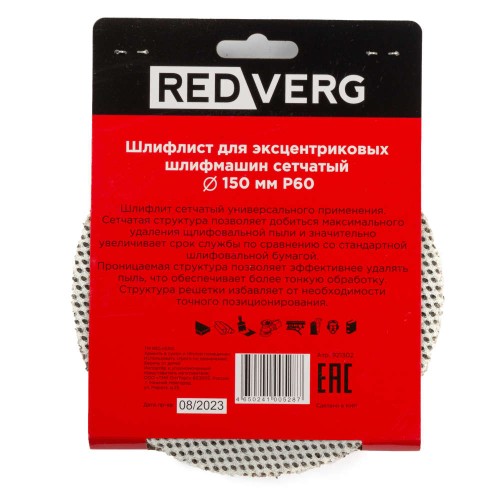 REDVERG
Шлифлист для эксцентриковых
шлифмашин сетчатый
Ø 150 мм P60
Шлифлит сетчатый универсального применения.
Сетчатая структура позволяет добиться максимального
удаления шлифовальной пыли и значительно
увеличивает срок службы по сравнению со стандартной
шлифовальной бумагой.
Проницаемая структура позволяет эффективнее удалять
пыль, что обеспечивает более тонкую обработку
Структура решетки избавляет от необходимости
точного позиционирования.
08/2023
4650241005287
EAC